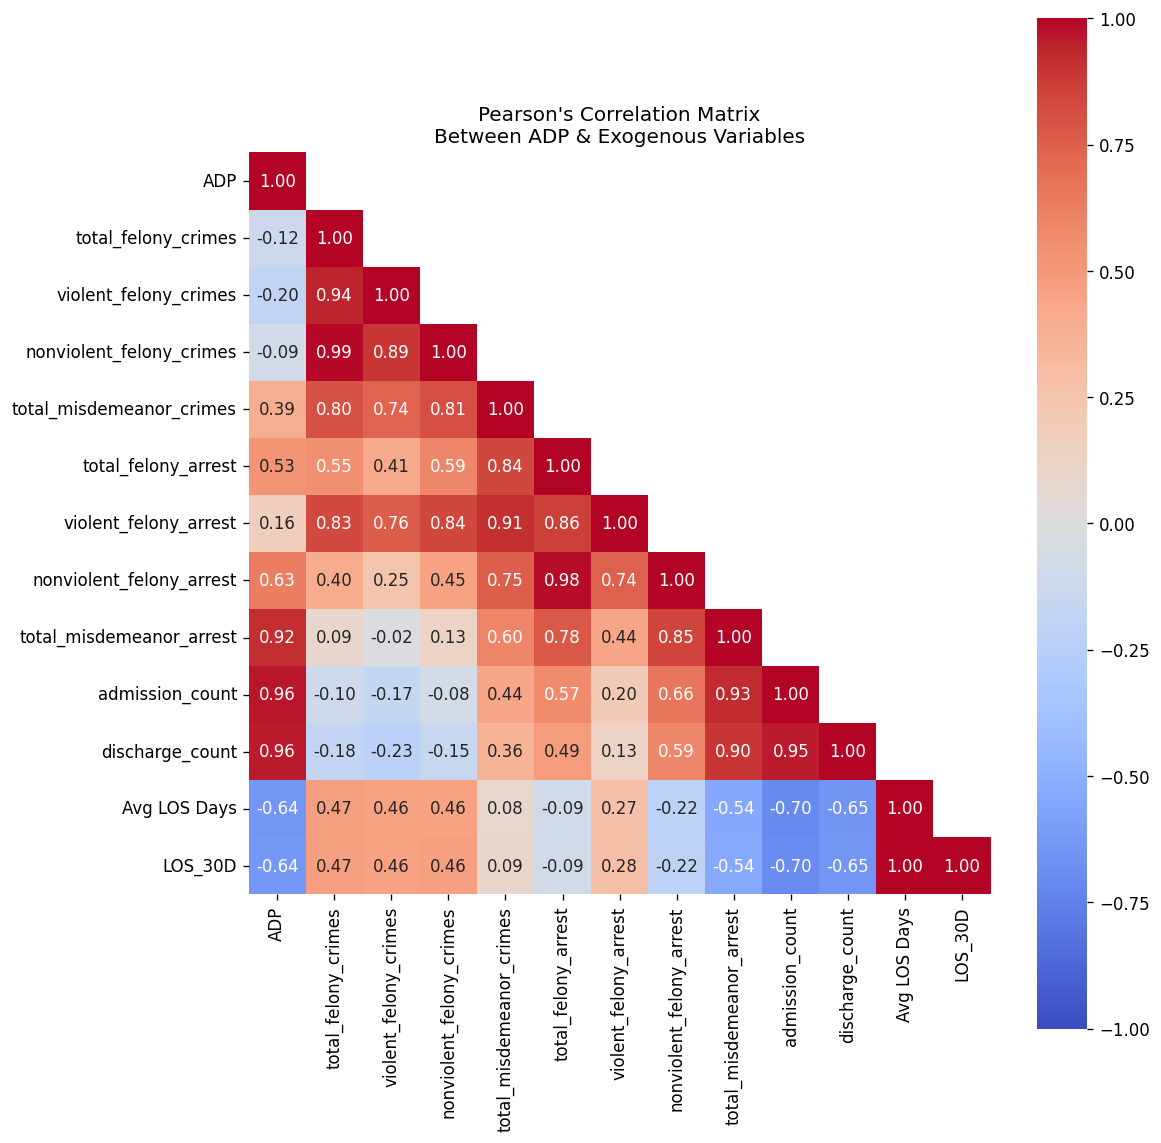 Pearson's Correlation Matrix
Between ADP & Exogenous Variables
1.00
0.75
0.50
0.25
0.00
−0.25
−0.50
−0.75
−1.00
ADP 1.00
total_felony_crimes -0.12 1.00
violent_felony_crimes -0.20 0.94 1.00
nonviolent_felony_crimes -0.09 0.99 0.89 1.00
total_misdemeanor_crimes 0.39 0.80 0.74 0.81 1.00
total_felony_arrest 0.53 0.55 0.41 0.59 0.84 1.00
violent_felony_arrest 0.16 0.83 0.76 0.84 0.91 0.86 1.00
nonviolent_felony_arrest 0.63 0.40 0.25 0.45 0.75 0.98 0.74 1.00
total_misdemeanor_arrest 0.92 0.09 -0.02 0.13 0.60 0.78 0.44 0.85 1.00
admission_count 0.96 -0.10 -0.17 -0.08 0.44 0.57 0.20 0.66 0.93 1.00
discharge_count 0.96 -0.18 -0.23 -0.15 0.36 0.49 0.13 0.59 0.90 0.95 1.00
Avg LOS Days -0.64 0.47 0.46 0.46 0.08 -0.09 0.27 -0.22 -0.54 -0.70 -0.65 1.00
LOS_30D -0.64 0.47 0.46 0.46 0.09 -0.09 0.28 -0.22 -0.54 -0.70 -0.65 1.00 1.00
ADP
total_felony_crimes
violent_felony_crimes
nonviolent_felony_crimes
total_misdemeanor_crimes
total_felony_arrest
violent_felony_arrest
nonviolent_felony_arrest
total_misdemeanor_arrest
admission_count
discharge_count
Avg LOS Days
LOS_30D